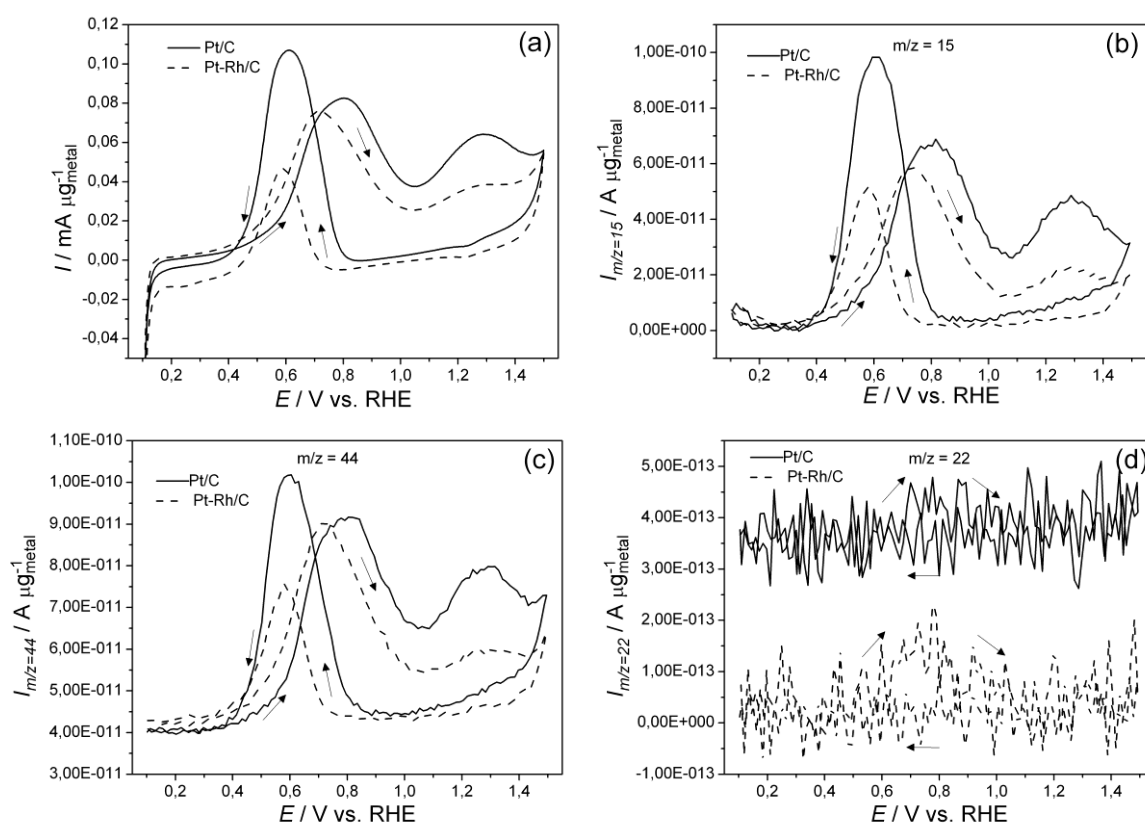 (a)
Pt/C
Pt-Rh/C
0,12
0,10
0,08
0,06
0,04
0,02
0,00
-0,02
-0,04
I / mA µg⁻¹metal
0,2 0,4 0,6 0,8 1,0 1,2 1,4
E / V vs. RHE
(b)
m/z = 15
Pt/C
Pt-Rh/C
1,00E-010
8,00E-011
6,00E-011
4,00E-011
2,00E-011
0,00E+000
I m/z=15 / A µg⁻¹metal
0,2 0,4 0,6 0,8 1,0 1,2 1,4
E / V vs. RHE
(c)
m/z = 44
Pt/C
Pt-Rh/C
1,10E-010
1,00E-010
9,00E-011
8,00E-011
7,00E-011
6,00E-011
5,00E-011
4,00E-011
3,00E-011
I m/z=44 / A µg⁻¹metal
0,2 0,4 0,6 0,8 1,0 1,2 1,4
E / V vs. RHE
(d)
m/z = 22
Pt/C
Pt-Rh/C
5,00E-013
4,00E-013
3,00E-013
2,00E-013
1,00E-013
0,00E+000
-1,00E-013
I m/z=22 / A µg⁻¹metal
0,2 0,4 0,6 0,8 1,0 1,2 1,4
E / V vs. RHE